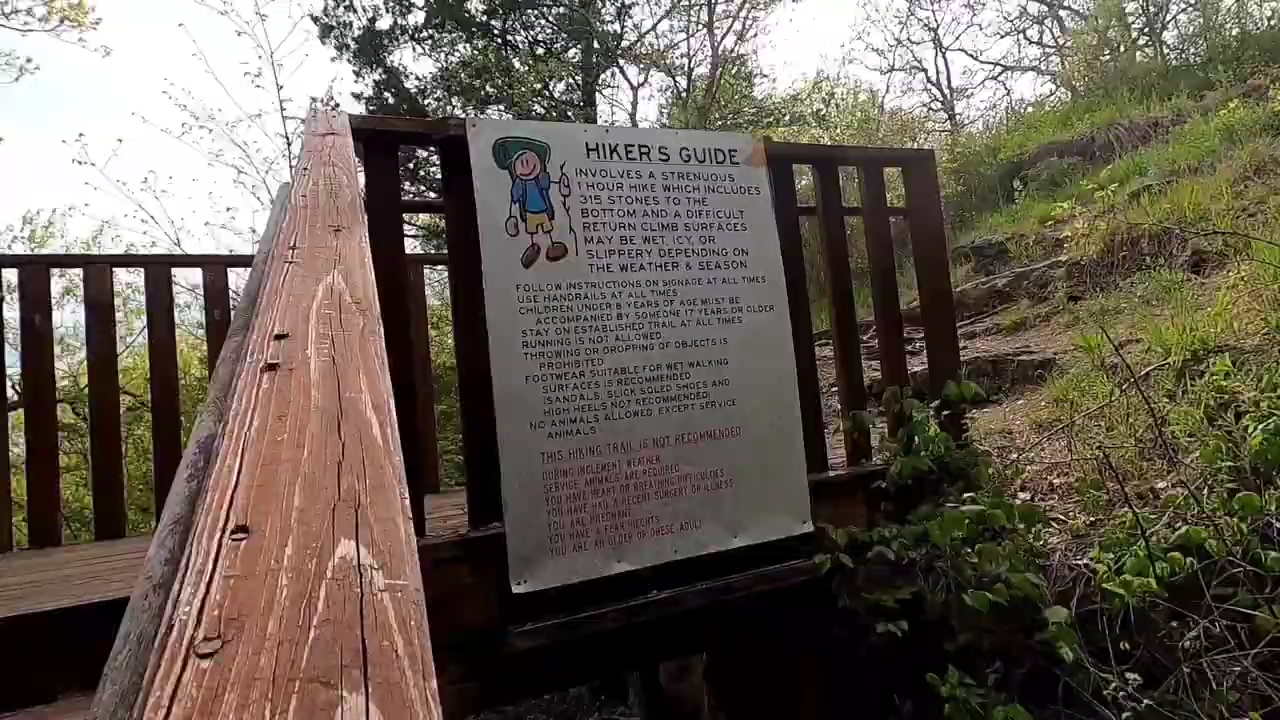 HIKER'S GUIDE
INVOLVES A STRENUOUS
1 HOUR HIKE WHICH INCLUDES
315 STONES TO THE
BOTTOM AND A DIFFICULT
RETURN CLIMB SURFACES
MAY BE WET, ICY, OR
SLIPPERY DEPENDING ON
THE WEATHER & SEASON
FOLLOW INSTRUCTIONS ON SIGNAGE AT ALL TIMES
USE HANDRAILS AT ALL TIMES
CHILDREN UNDER 8 YEARS OF AGE MUST BE
ACCOMPANIED BY SOMEONE 17 YEARS OR OLDER
STAY ON ESTABLISHED TRAIL AT ALL TIMES
RUNNING IS NOT ALLOWED
THROWING OR DROPPING OF OBJECTS IS
PROHIBITED
FOOTWEAR SUITABLE FOR WET WALKING
SURFACES IS RECOMMENDED
(SANDALS, SLICK SOLED SHOES AND
HIGH HEELS NOT RECOMMENDED)
NO ANIMALS ALLOWED EXCEPT SERVICE
ANIMALS
THIS HIKING TRAIL IS NOT RECOMMENDED
DURING INCLEMENT WEATHER
SERVICE ANIMALS ARE REQUIRED
YOU HAVE HEART OR BREATHING DIFFICULTIES
YOU HAVE HAD A RECENT SURGERY OR ILLNESS
YOU ARE PREGNANT
YOU HAVE A FEAR HEIGHTS
YOU ARE AN OLDER OR OBESE ADULT